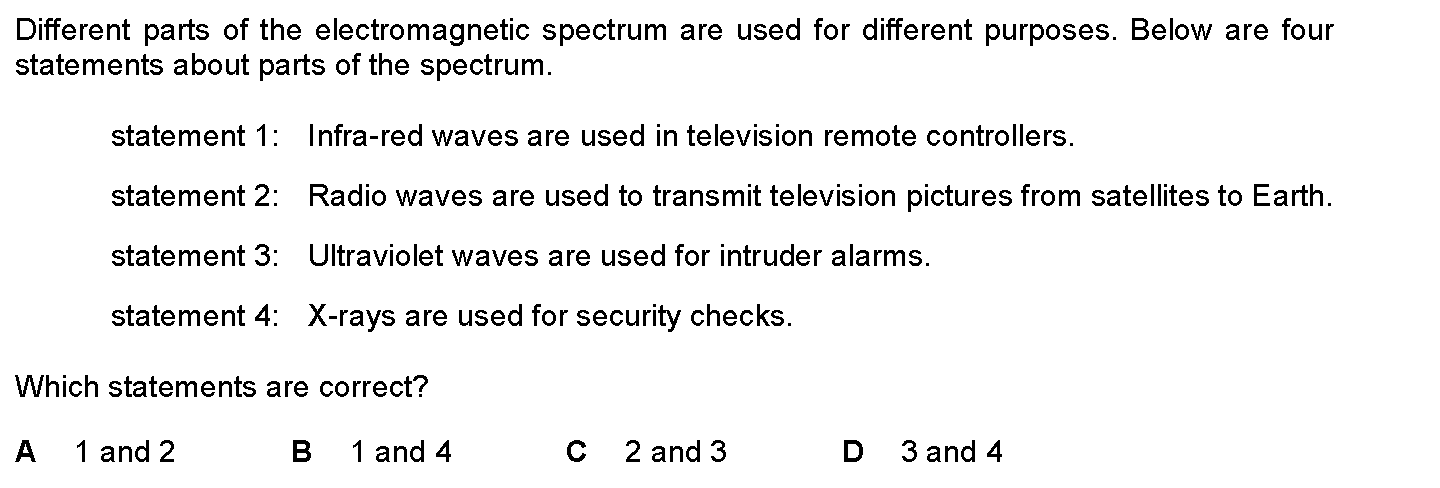 Different parts of the electromagnetic spectrum are used for different purposes. Below are four
statements about parts of the spectrum.
statement 1: Infra-red waves are used in television remote controllers.
statement 2: Radio waves are used to transmit television pictures from satellites to Earth.
statement 3: Ultraviolet waves are used for intruder alarms.
statement 4: X-rays are used for security checks.
Which statements are correct?
A 1 and 2 B 1 and 4 C 2 and 3 D 3 and 4